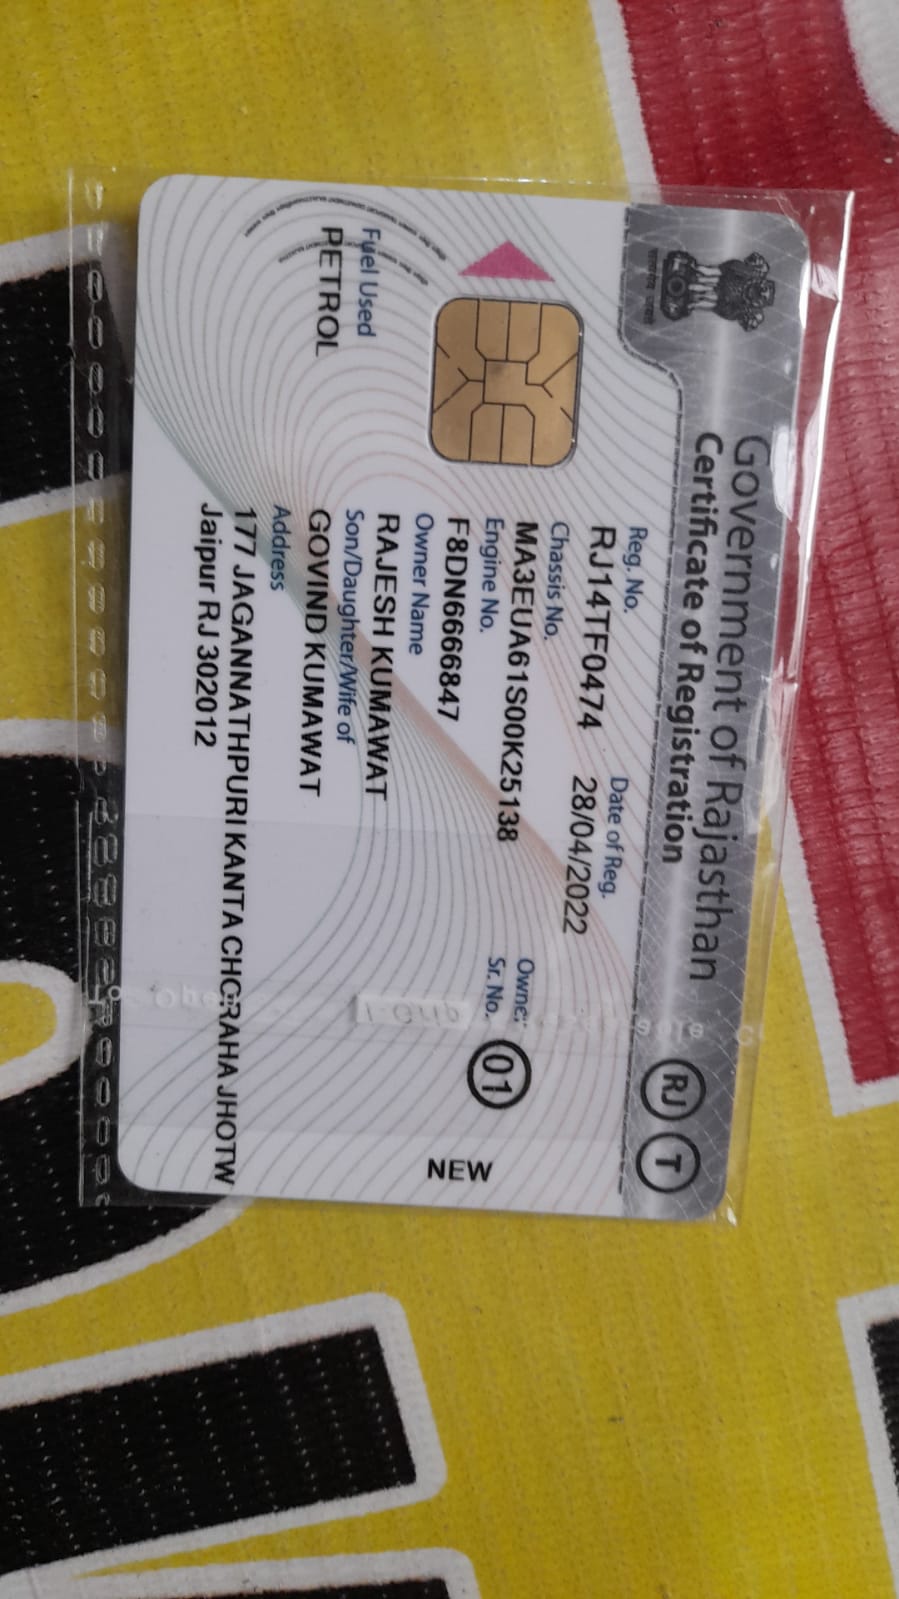 Government of Rajasthan
Certificate of Registration
RJ T
Reg. No. Date of Reg.
RJ14TF0474 28/04/2022
Chassis No.
MA3EUA61S00K25138
Owner
Sr. No. 01
Engine No.
F8DN6666847
NEW
Owner Name
RAJESH KUMAWAT
Son/Daughter/Wife of
GOVIND KUMAWAT
Fuel Used
PETROL
Address
177 JAGANNATHPURI KANTA CHORAHA JHOTW
Jaipur RJ 302012